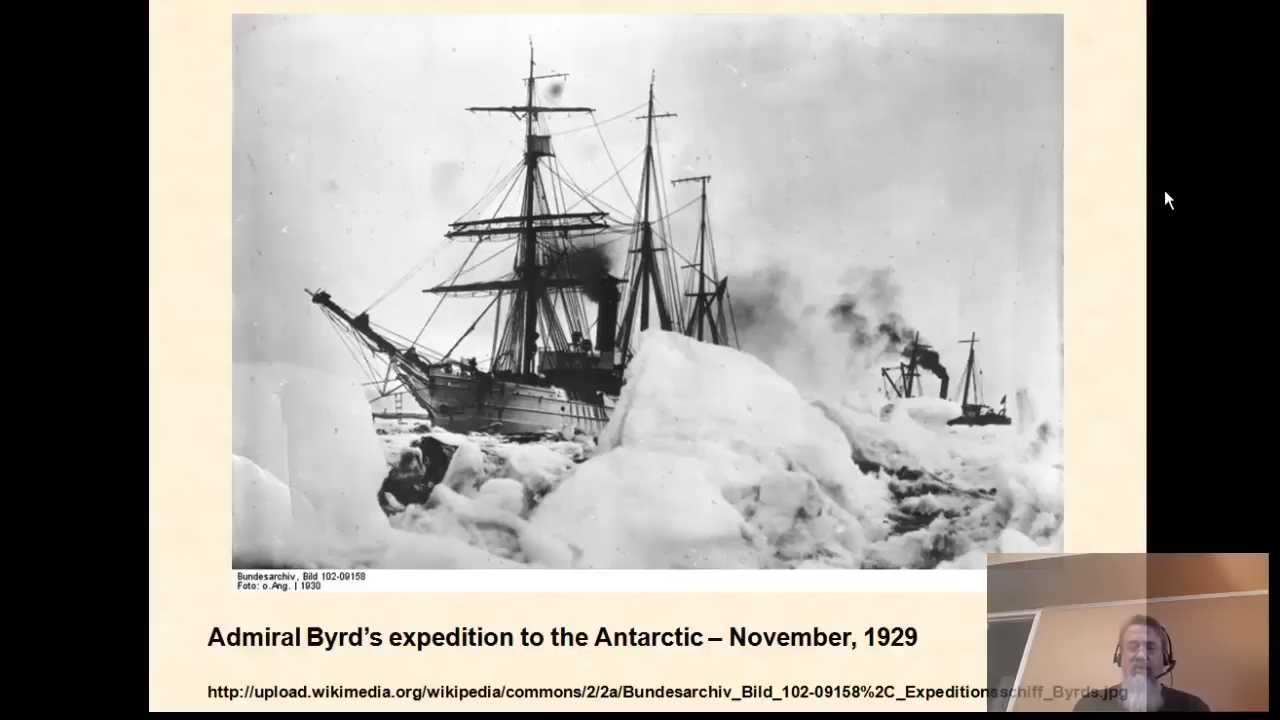 Bundesarchiv, Bild 102-09158
Foto: o.Ang. | 1930
Admiral Byrd’s expedition to the Antarctic – November, 1929
http://upload.wikimedia.org/wikipedia/commons/2/2a/Bundesarchiv_Bild_102-09158%2C_Expeditionsschiff_Byrds.jpg